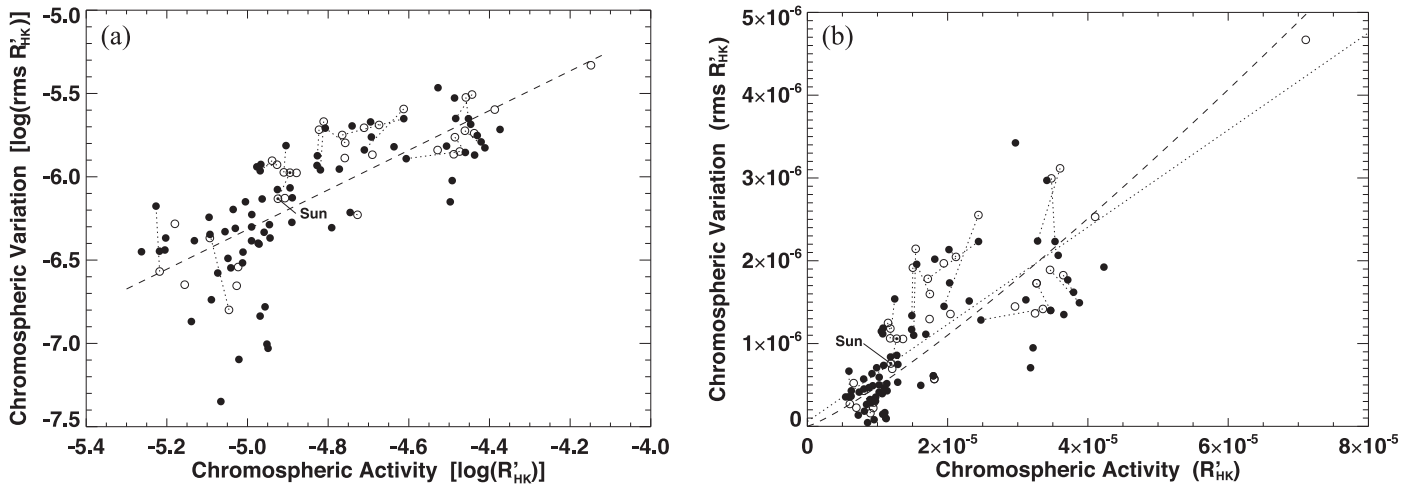 (a)
Chromospheric Variation [log(rms R'HK)]
-5.0
-5.5
-6.0
-6.5
-7.0
-7.5
Sun
-5.4 -5.2 -5.0 -4.8 -4.6 -4.4 -4.2 -4.0
Chromospheric Activity [log(R'HK)]
(b)
Chromospheric Variation (rms R'HK)
5×10-6
4×10-6
3×10-6
2×10-6
1×10-6
0
Sun
0 2×10-5 4×10-5 6×10-5 8×10-5
Chromospheric Activity (R'HK)